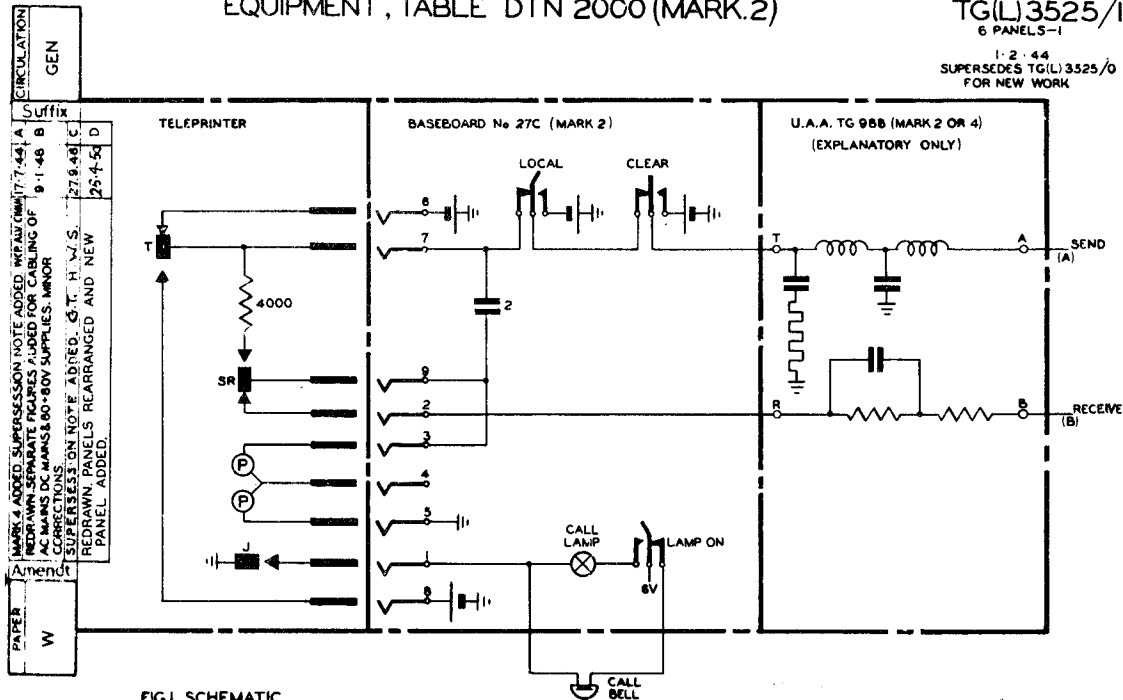 EQUIPMENT, TABLE DTN 2000 (MARK.2)
TG(L)3525/1
6 PANELS-1
1·2·44
SUPERSEDES TG(L)3525/0
FOR NEW WORK
CIRCULATION
GEN
Suffix
MARK 4 ADDED. SUPERSESSION NOTE ADDED. 17·7·44 A
REDRAWN. SEPARATE FIGURES ADDED FOR CABLING OF
AC MAINS DC MAINS & 80-80V SUPPLIES. MINOR
CORRECTIONS.
9·1·46 B
SUPERSESSION NOTE ADDED. G.T. H.W.S. 27.9.48 C
REDRAWN, PANELS REARRANGED AND NEW
PANEL ADDED.
25-4-50 D
Amendt
PAPER
W
TELEPRINTER
BASEBOARD No 27C (MARK 2)
U.A.A. TG 988 (MARK 2 OR 4)
(EXPLANATORY ONLY)
LOCAL
CLEAR
6
T
7
T
A
SEND
(A)
4000
2
SR
9
2
R
B
RECEIVE
(B)
3
P
4
P
5
J
1
CALL
LAMP
LAMP ON
6V
8
CALL
BELL
FIG.1. SCHEMATIC